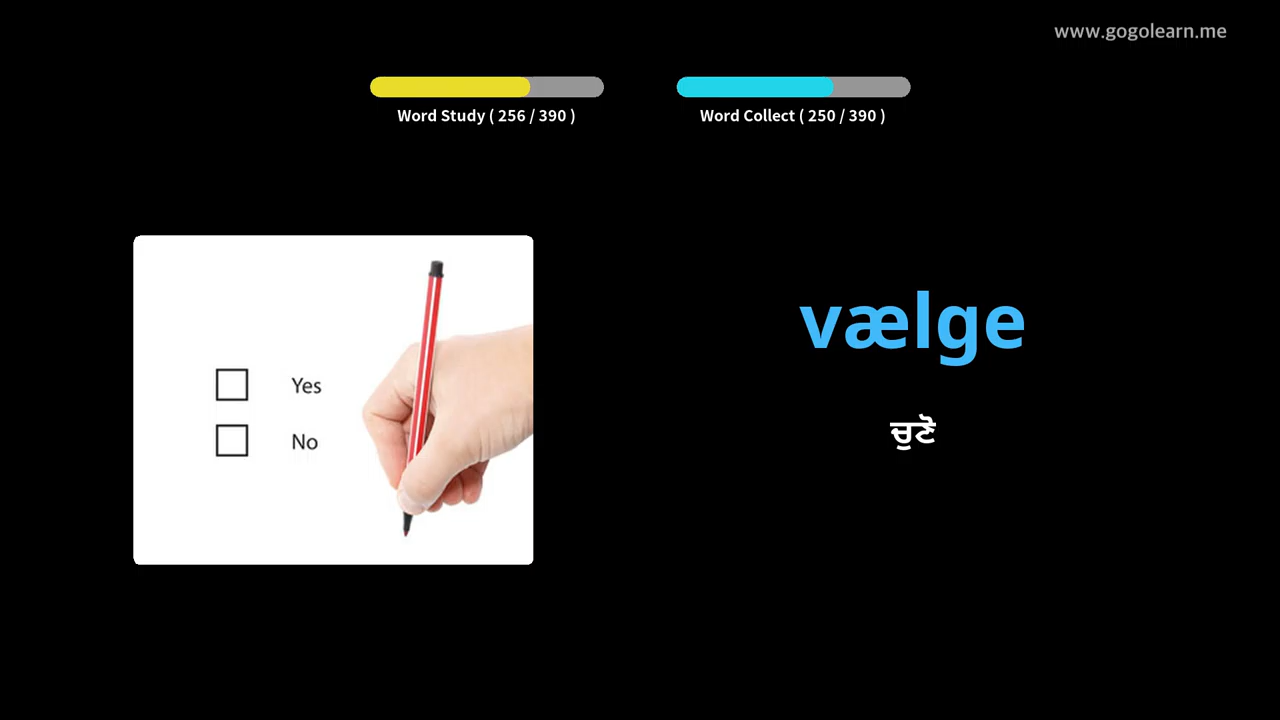 www.gogolearn.me
Word Study ( 256 / 390 )
Word Collect ( 250 / 390 )
Yes
No
vælge
ਚੁਣੋ